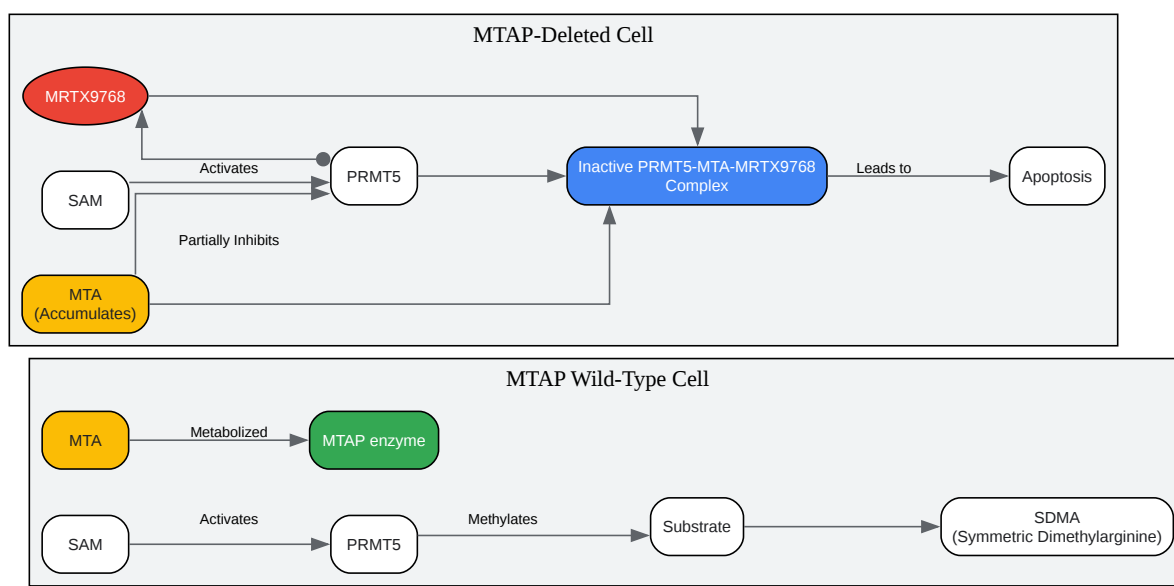 MTAP-Deleted Cell
MRTX9768
Activates
SAM
PRMT5
Inactive PRMT5-MTA-MRTX9768
Complex
Leads to
Apoptosis
Partially Inhibits
MTA
(Accumulates)
MTAP Wild-Type Cell
MTA
Metabolized
MTAP enzyme
SAM
Activates
PRMT5
Methylates
Substrate
SDMA
(Symmetric Dimethylarginine)